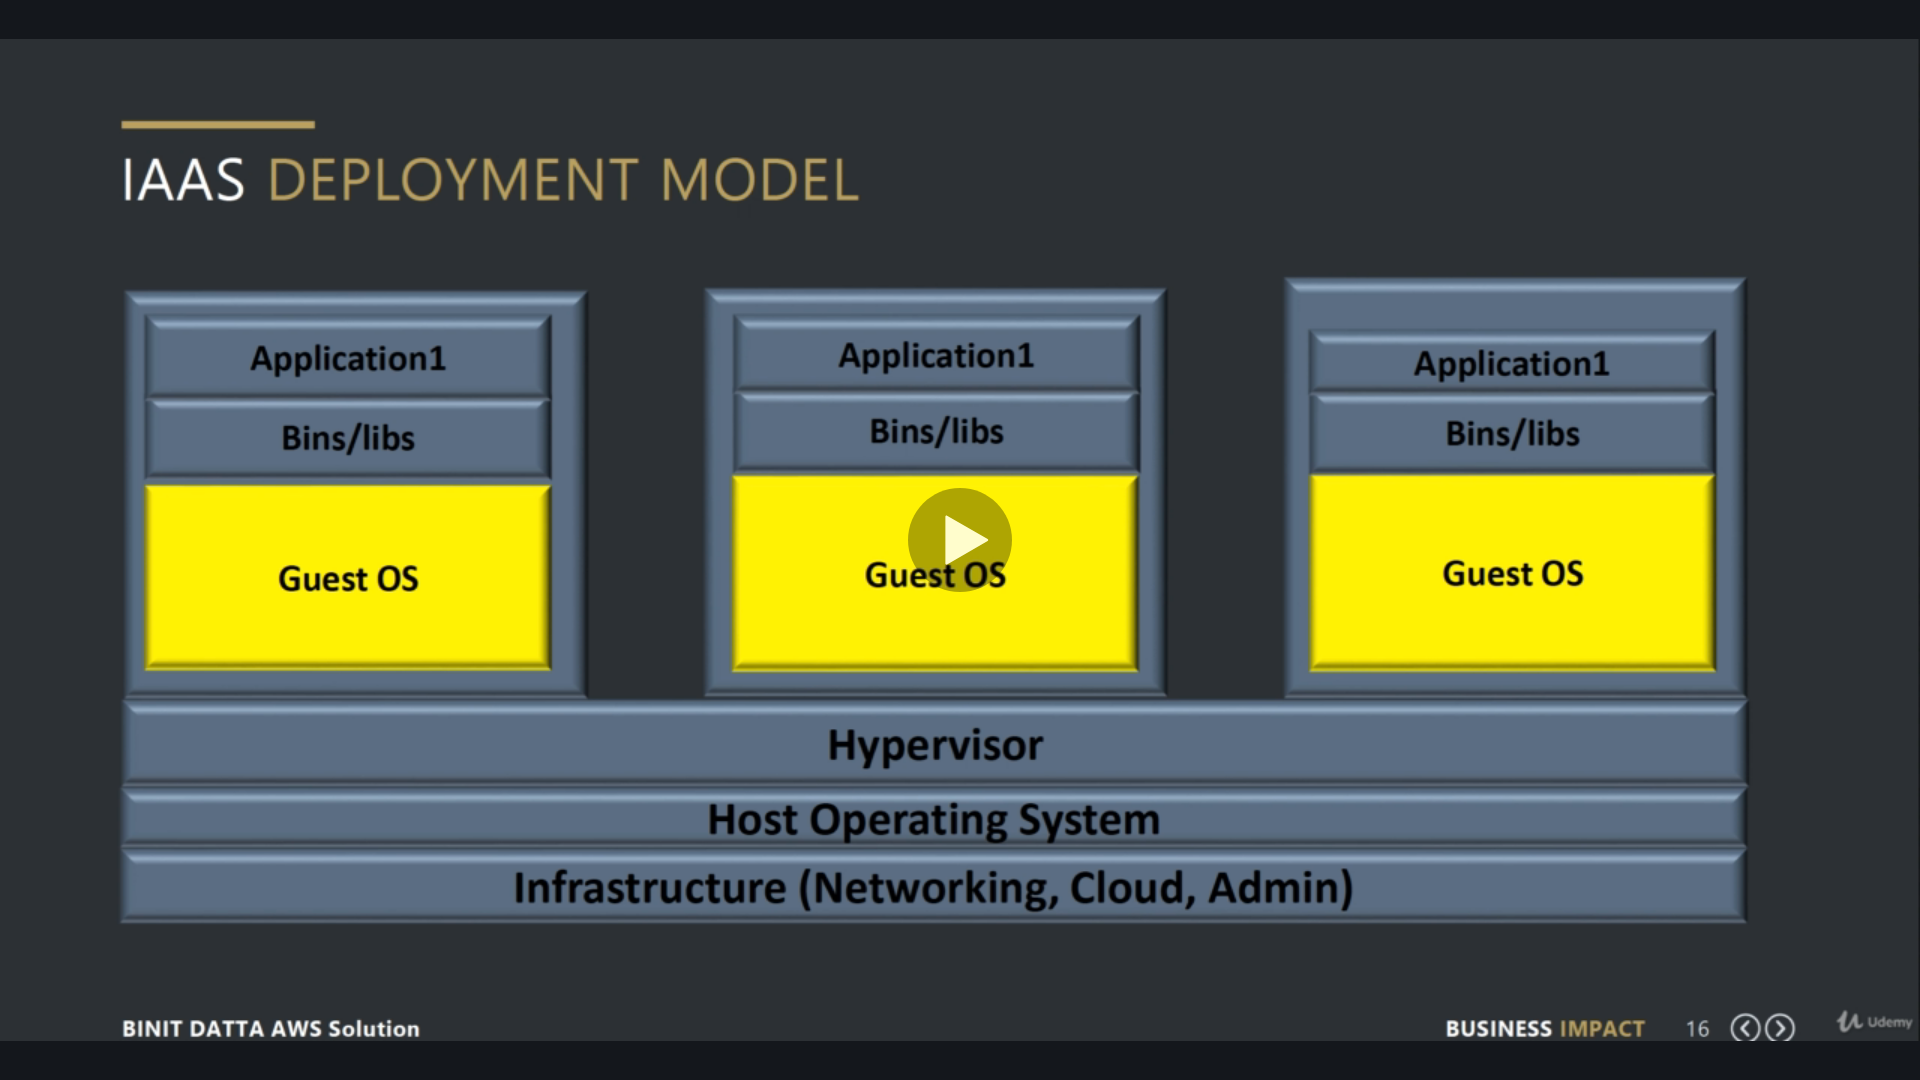 IAAS DEPLOYMENT MODEL
Application1
Bins/libs
Guest OS
Application1
Bins/libs
Guest OS
Application1
Bins/libs
Guest OS
Hypervisor
Host Operating System
Infrastructure (Networking, Cloud, Admin)
BINIT DATTA AWS Solution
BUSINESS IMPACT 16
Udemy